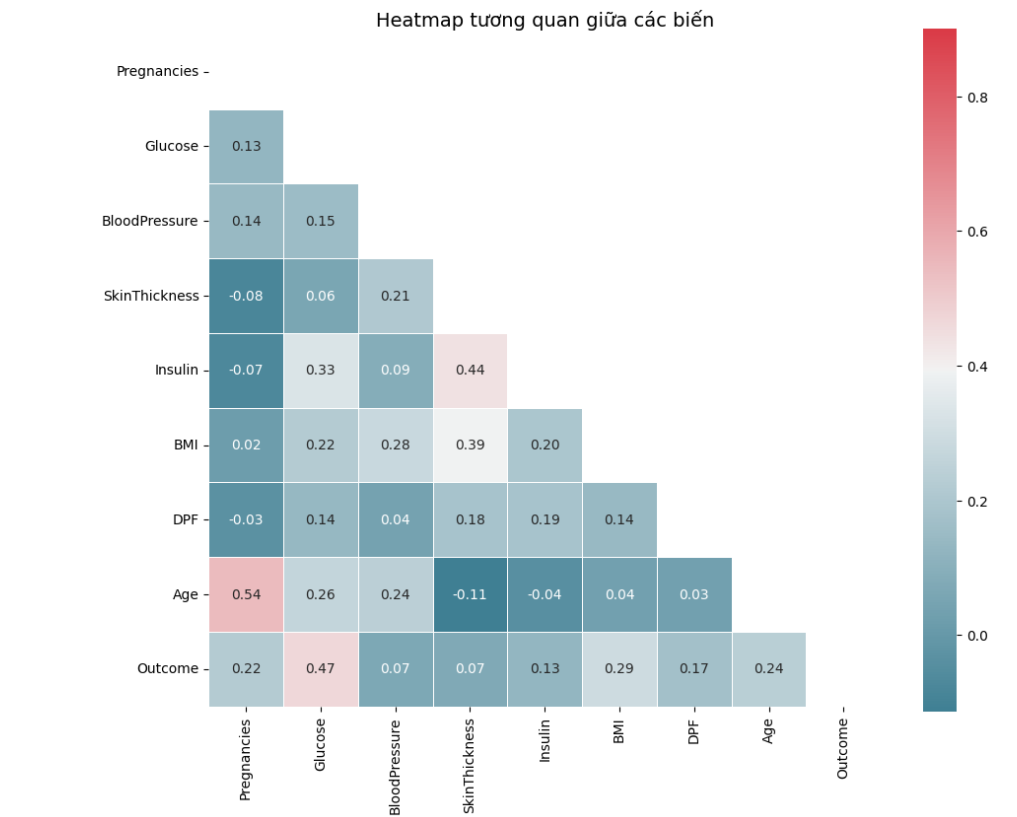 Heatmap tương quan giữa các biến
Pregnancies
Glucose 0.13
BloodPressure 0.14 0.15
SkinThickness -0.08 0.06 0.21
Insulin -0.07 0.33 0.09 0.44
BMI 0.02 0.22 0.28 0.39 0.20
DPF -0.03 0.14 0.04 0.18 0.19 0.14
Age 0.54 0.26 0.24 -0.11 -0.04 0.04 0.03
Outcome 0.22 0.47 0.07 0.07 0.13 0.29 0.17 0.24
Pregnancies Glucose BloodPressure SkinThickness Insulin BMI DPF Age Outcome
0.8
0.6
0.4
0.2
0.0